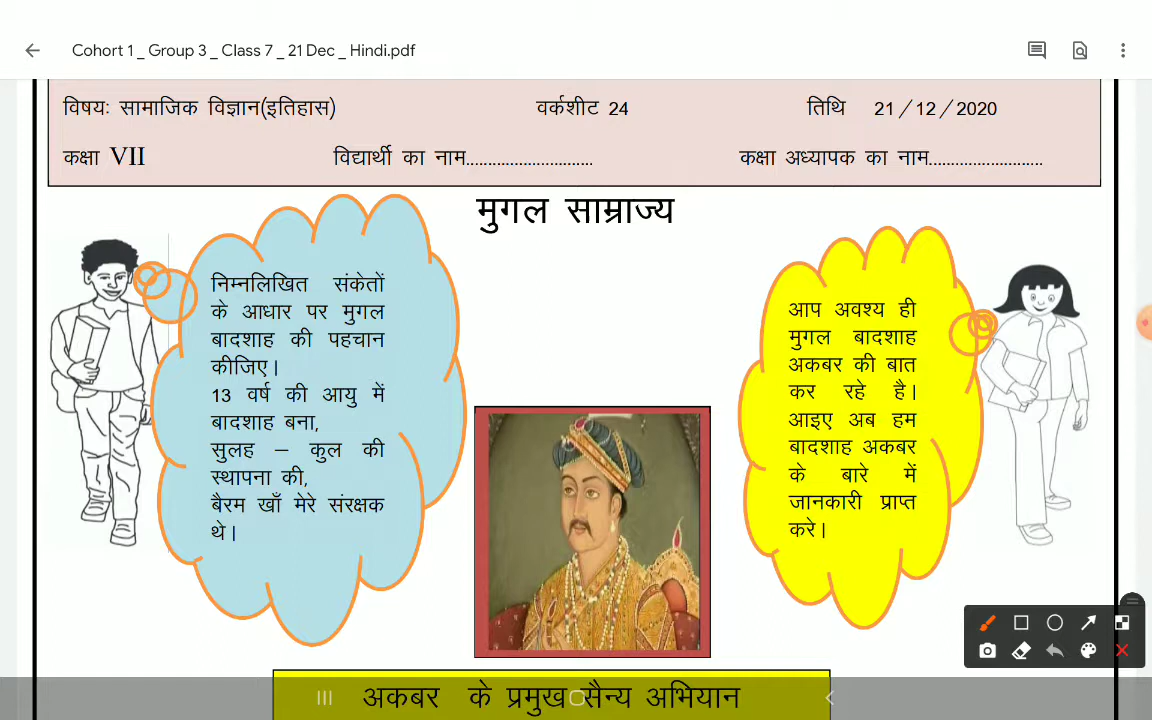 Cohort 1 _ Group 3 _ Class 7 _ 21 Dec _ Hindi.pdf
विषयः सामाजिक विज्ञान(इतिहास) वर्कशीट 24 तिथि 21/12/2020
कक्षा VII विद्यार्थी का नाम............................ कक्षा अध्यापक का नाम.........................
मुगल साम्राज्य
निम्नलिखित संकेतों
के आधार पर मुगल
बादशाह की पहचान
कीजिए।
13 वर्ष की आयु में
बादशाह बना,
सुलह – कुल की
स्थापना की,
बैरम खाँ मेरे संरक्षक
थे।
आप अवश्य ही
मुगल बादशाह
अकबर की बात
कर रहे है।
आइए अब हम
बादशाह अकबर
के बारे में
जानकारी प्राप्त
करे।
अकबर के प्रमुख सैन्य अभियान